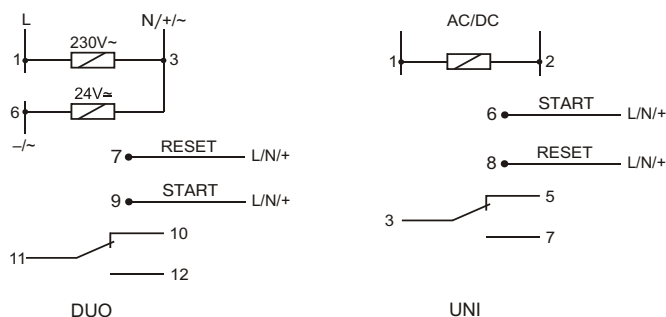 L N/+/~
230V~
1 3
24V≃
6
–/~
7 RESET L/N/+
9 START L/N/+
10
11
12
DUO
AC/DC
1 2
6 START L/N/+
8 RESET L/N/+
5
3
7
UNI